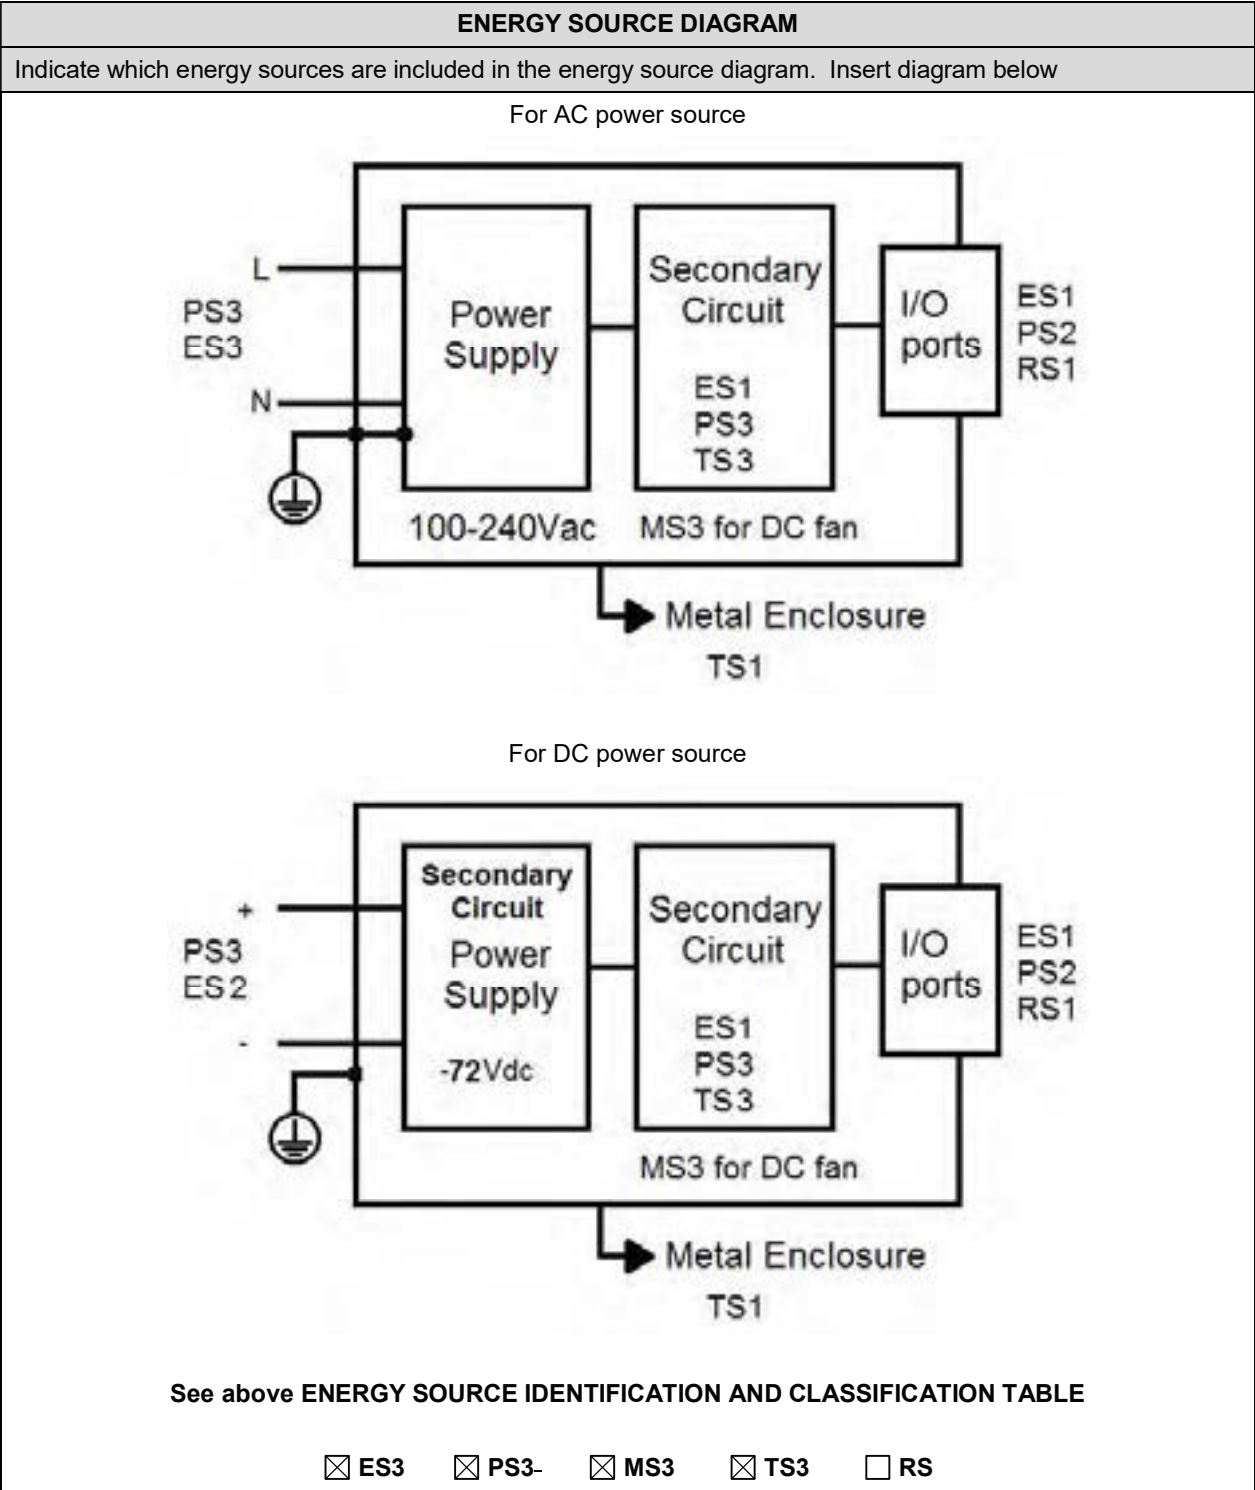 ENERGY SOURCE DIAGRAM
Indicate which energy sources are included in the energy source diagram. Insert diagram below
For AC power source
L
PS3
ES3
N
Power
Supply
100-240Vac
Secondary
Circuit
ES1
PS3
TS3
MS3 for DC fan
I/O
ports
ES1
PS2
RS1
Metal Enclosure
TS1
For DC power source
+
PS3
ES2
-
Secondary
Circuit
Power
Supply
-72Vdc
Secondary
Circuit
ES1
PS3
TS3
MS3 for DC fan
I/O
ports
ES1
PS2
RS1
Metal Enclosure
TS1
See above ENERGY SOURCE IDENTIFICATION AND CLASSIFICATION TABLE
☒ ES3 ☒ PS3- ☒ MS3 ☒ TS3 ☐ RS